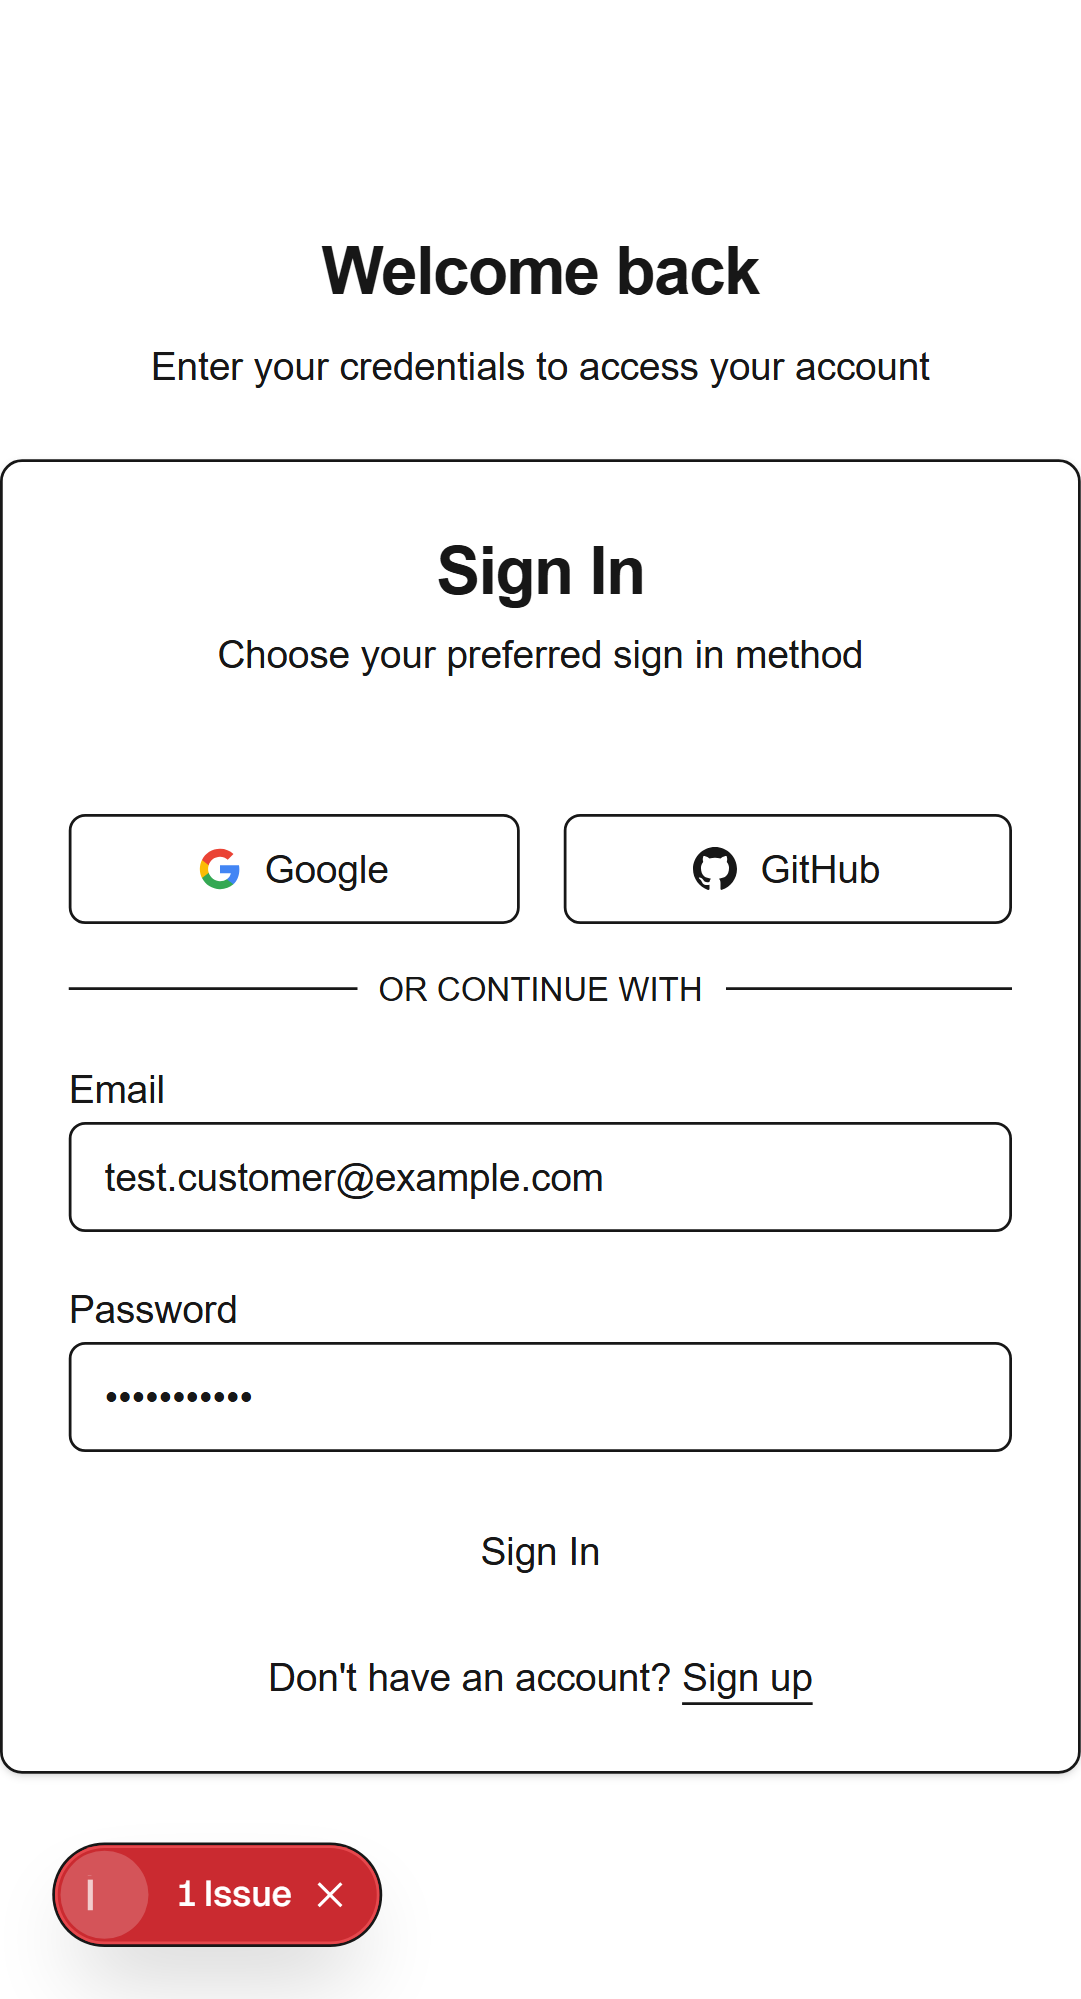 Welcome back
Enter your credentials to access your account
Sign In
Choose your preferred sign in method
Google
GitHub
OR CONTINUE WITH
Email
test.customer@example.com
Password
•••••••••••
Sign In
Don't have an account? Sign up
1 Issue